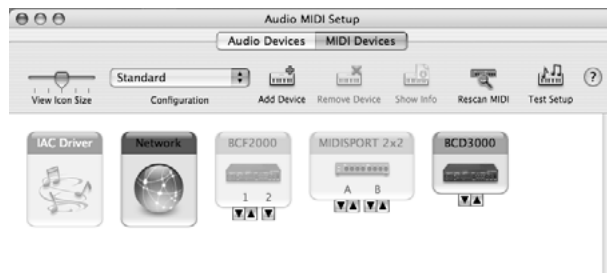 Audio MIDI Setup
Audio Devices MIDI Devices
Standard
View Icon Size Configuration Add Device Remove Device Show Info Rescan MIDI Test Setup ?
IAC Driver Network BCF2000 MIDISPORT 2x2 BCD3000
1 2 A B